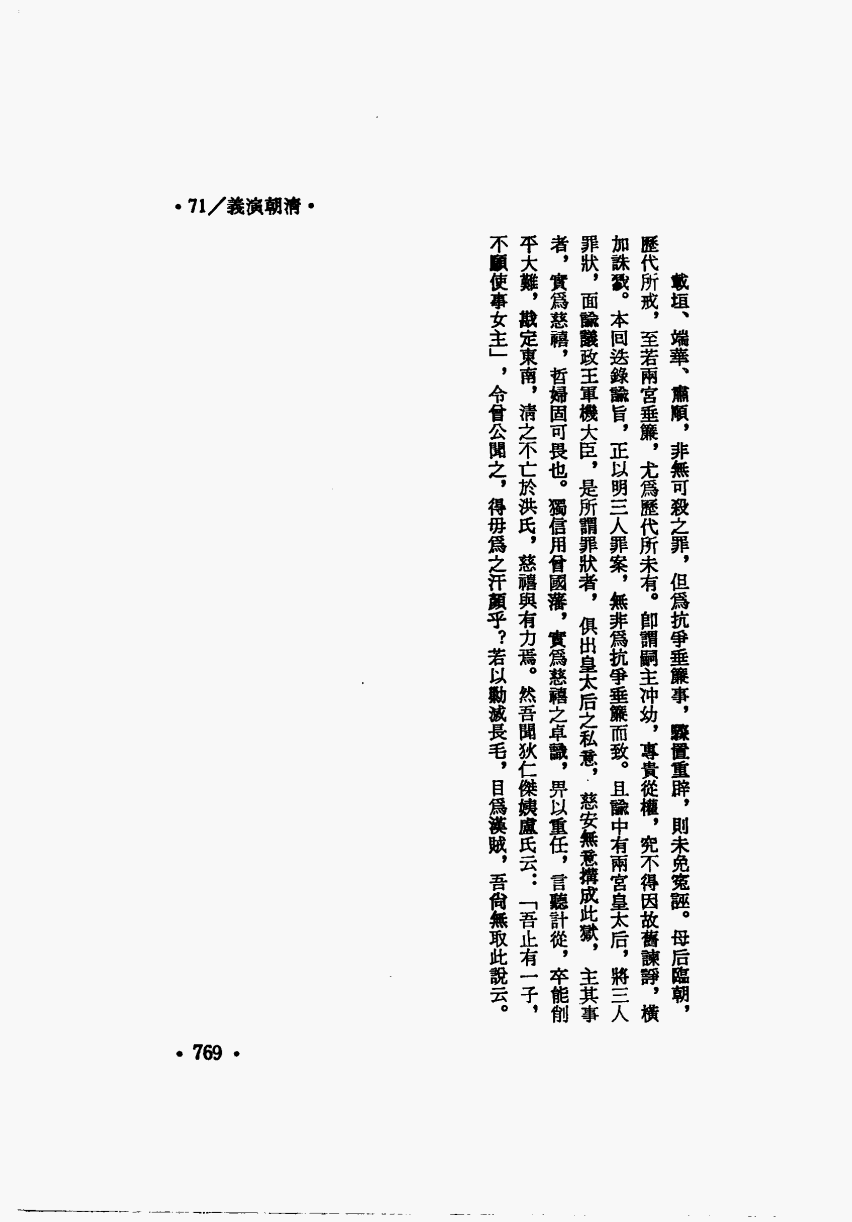 •71／義演朝清•
載垣、端華、肅順，非無可殺之罪，但爲抗爭垂簾事，驟置重辟，則未免冤誣。母后臨朝，
歷代所戒，至若兩宮垂簾，尤爲歷代所未有。卽謂嗣主冲幼，專貴從權，究不得因故舊諫諍，橫
加誅戮。本回迭錄諭旨，正以明三人罪案，無非爲抗爭垂簾而致。且諭中有兩宮皇太后，將三人
罪狀，面諭議政王軍機大臣，是所謂罪狀者，俱出皇太后之私意，慈安無意構成此獄，主其事
者，實爲慈禧，哲婦固可畏也。獨信用曾國藩，實爲慈禧之卓識，畀以重任，言聽計從，卒能削
平大難，戡定東南，淸之不亡於洪氏，慈禧與有力焉。然吾聞狄仁傑姨盧氏云：「吾止有一子，
不願使事女主」，令曾公聞之，得毋爲之汗顏乎？若以勦滅長毛，目爲漢賊，吾尙無取此說云。
•769•